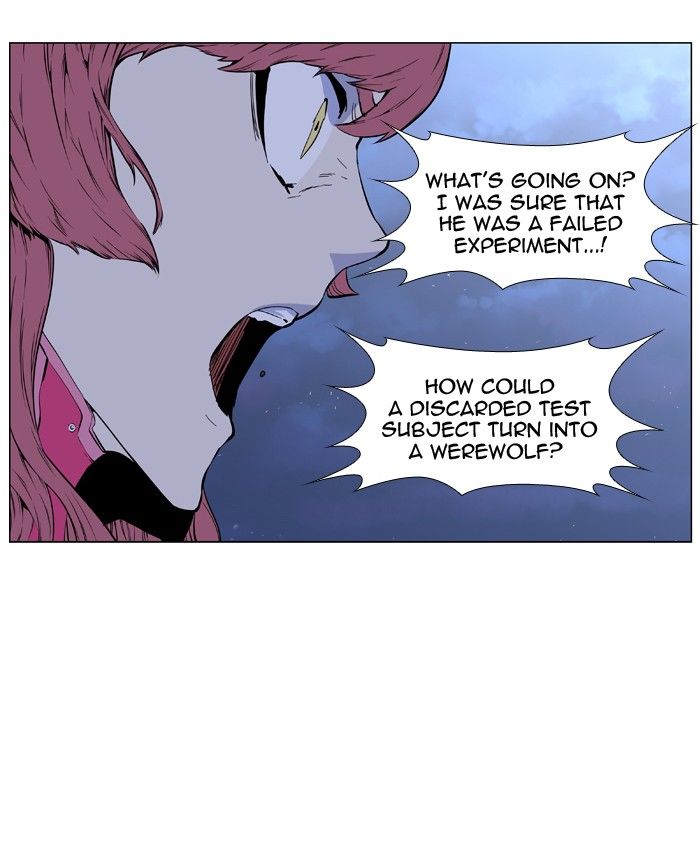 WHAT'S GOING ON?
I WAS SURE THAT
HE WAS A FAILED
EXPERIMENT...!
HOW COULD
A DISCARDED TEST
SUBJECT TURN INTO
A WEREWOLF?